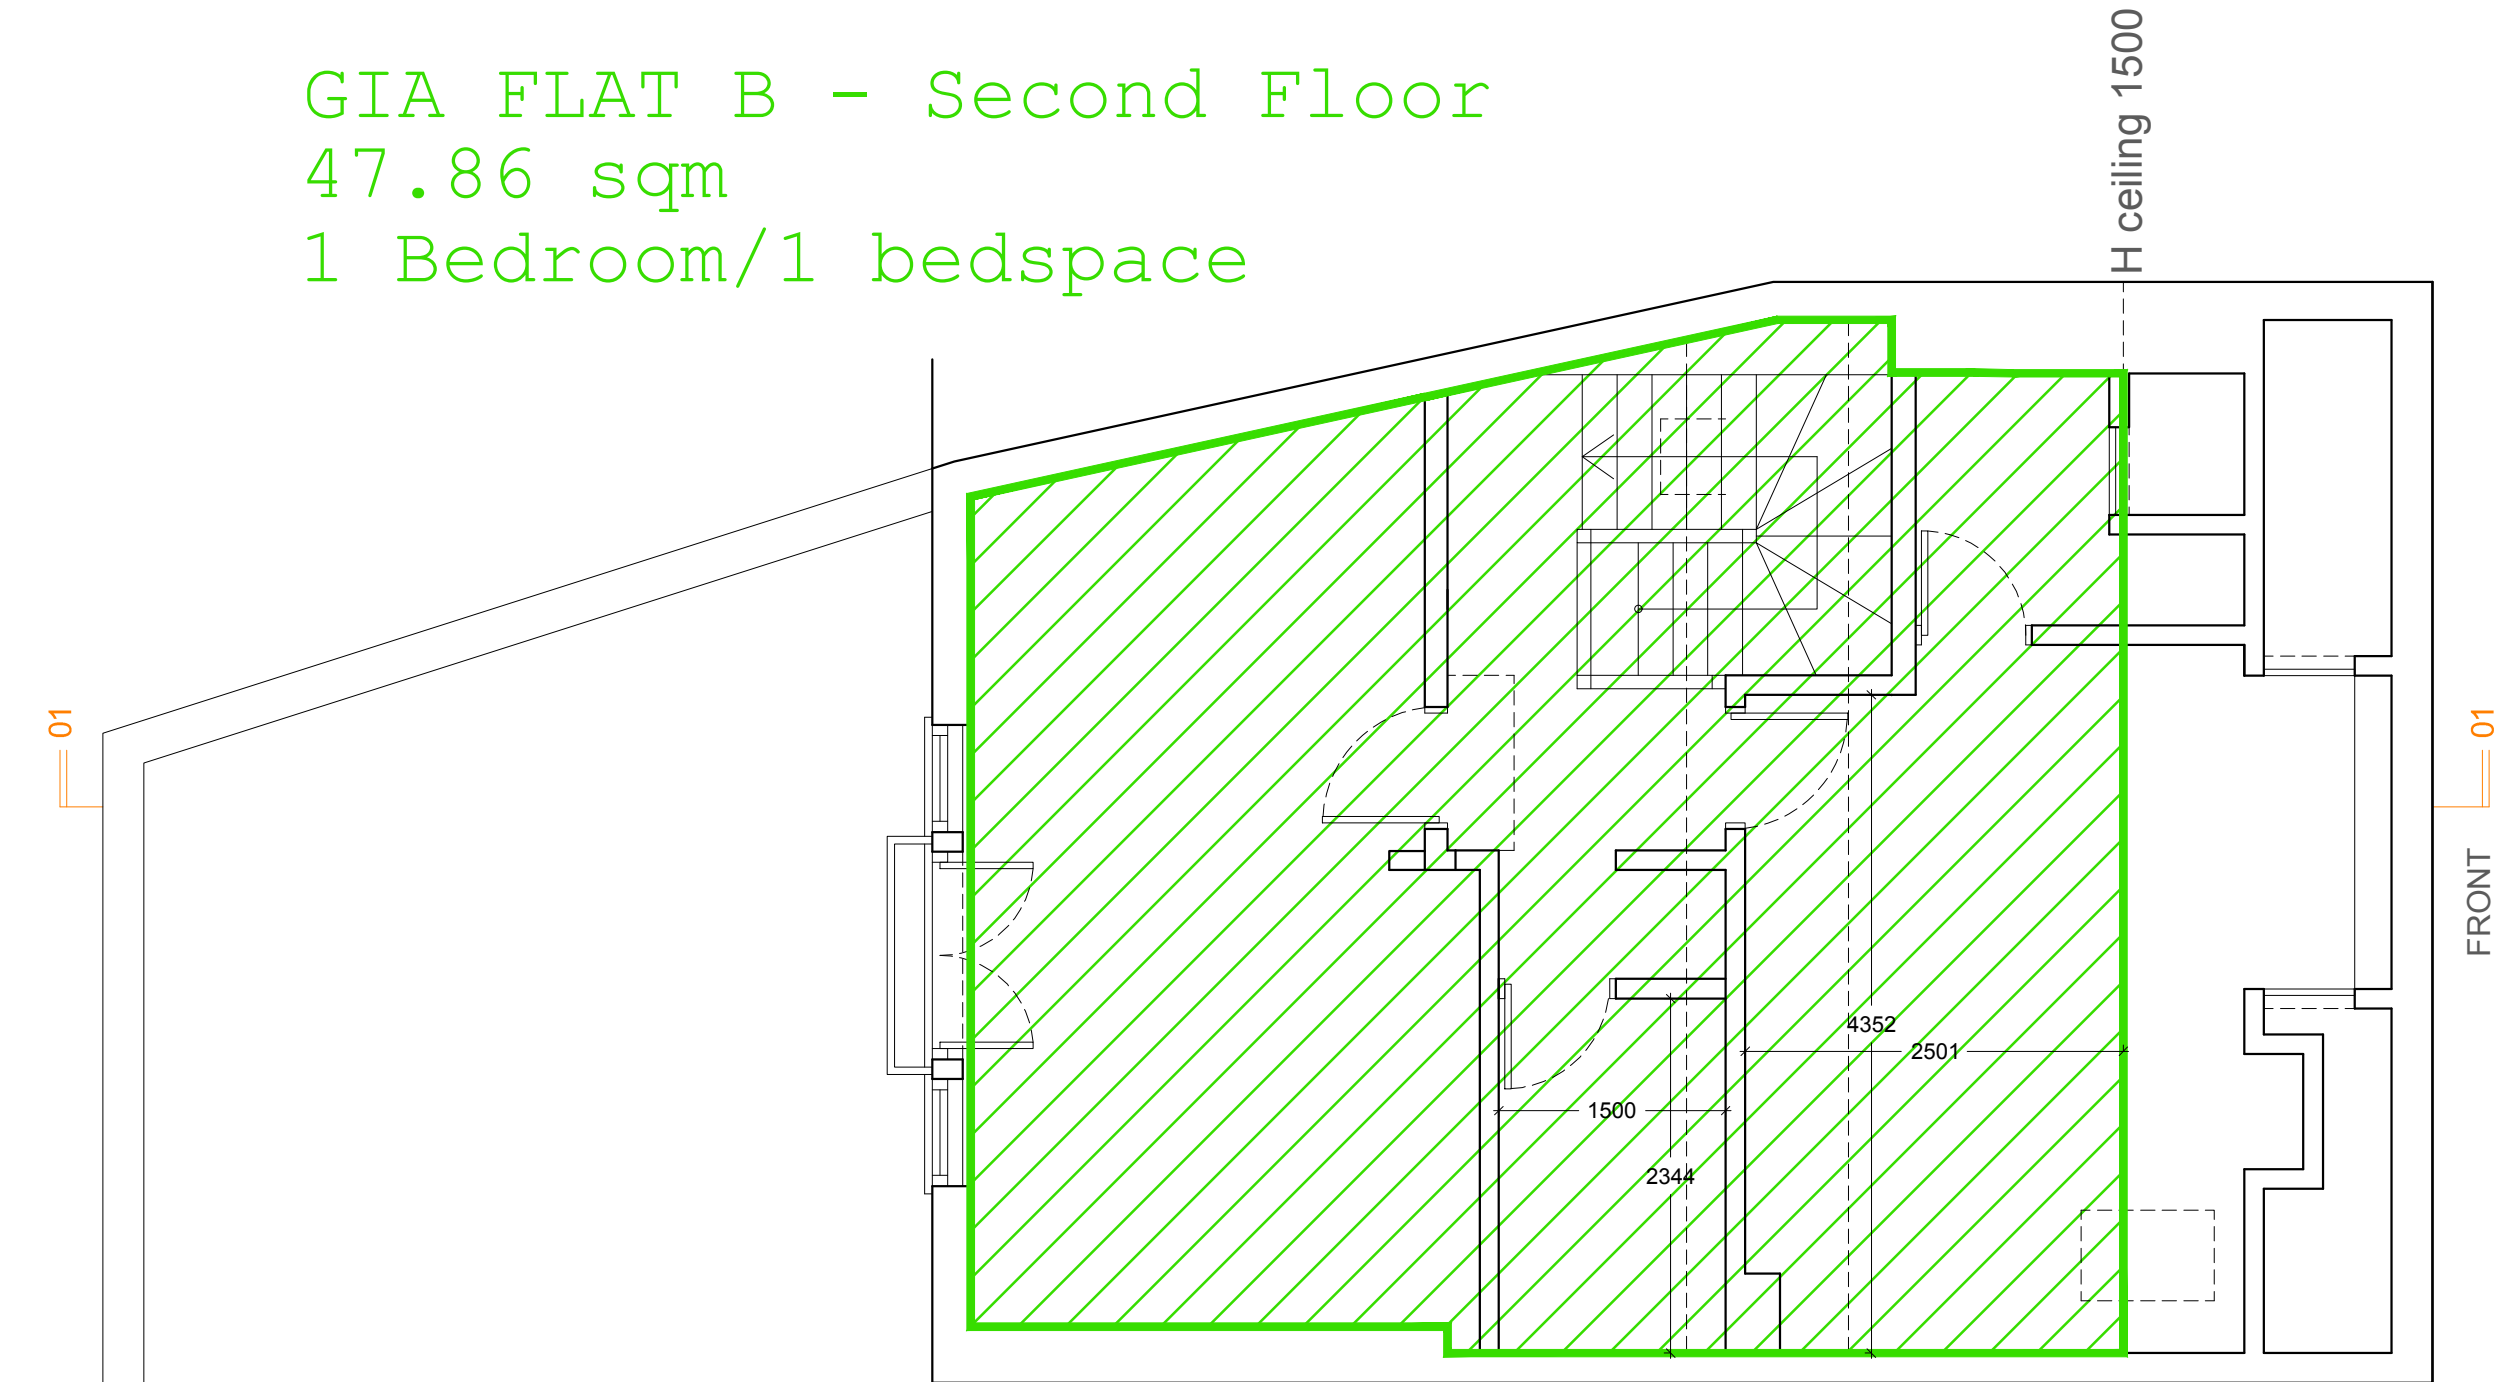 GIA FLAT B - Second Floor
47.86 sqm
1 Bedroom/1 bedspace
H ceiling 1500
01
01
FRONT
4352
2501
1500
2344